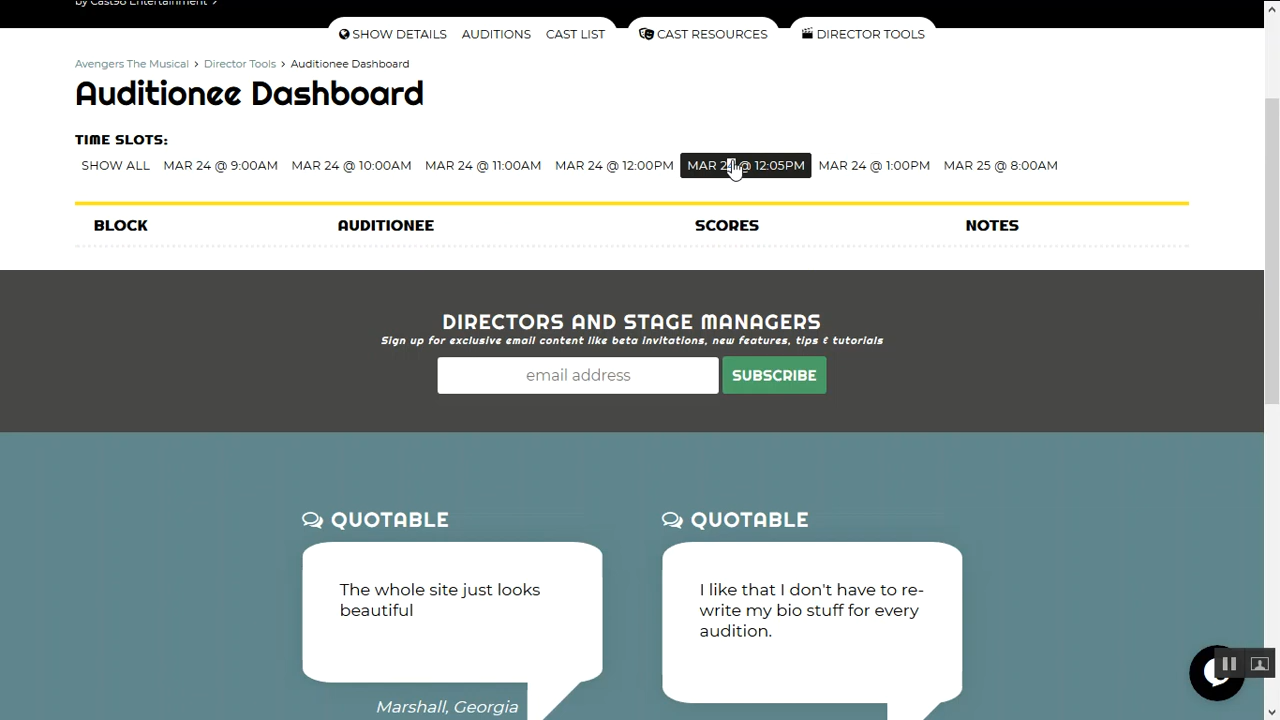 by Cast98 Entertainment
SHOW DETAILS AUDITIONS CAST LIST CAST RESOURCES DIRECTOR TOOLS
Avengers The Musical › Director Tools › Auditionee Dashboard
Auditionee Dashboard
TIME SLOTS:
SHOW ALL MAR 24 @ 9:00AM MAR 24 @ 10:00AM MAR 24 @ 11:00AM MAR 24 @ 12:00PM MAR 24 @ 12:05PM MAR 24 @ 1:00PM MAR 25 @ 8:00AM
BLOCK AUDITIONEE SCORES NOTES
DIRECTORS AND STAGE MANAGERS
Sign up for exclusive email content like beta invitations, new features, tips & tutorials
email address SUBSCRIBE
QUOTABLE
The whole site just looks
beautiful
Marshall, Georgia
QUOTABLE
I like that I don't have to re-
write my bio stuff for every
audition.